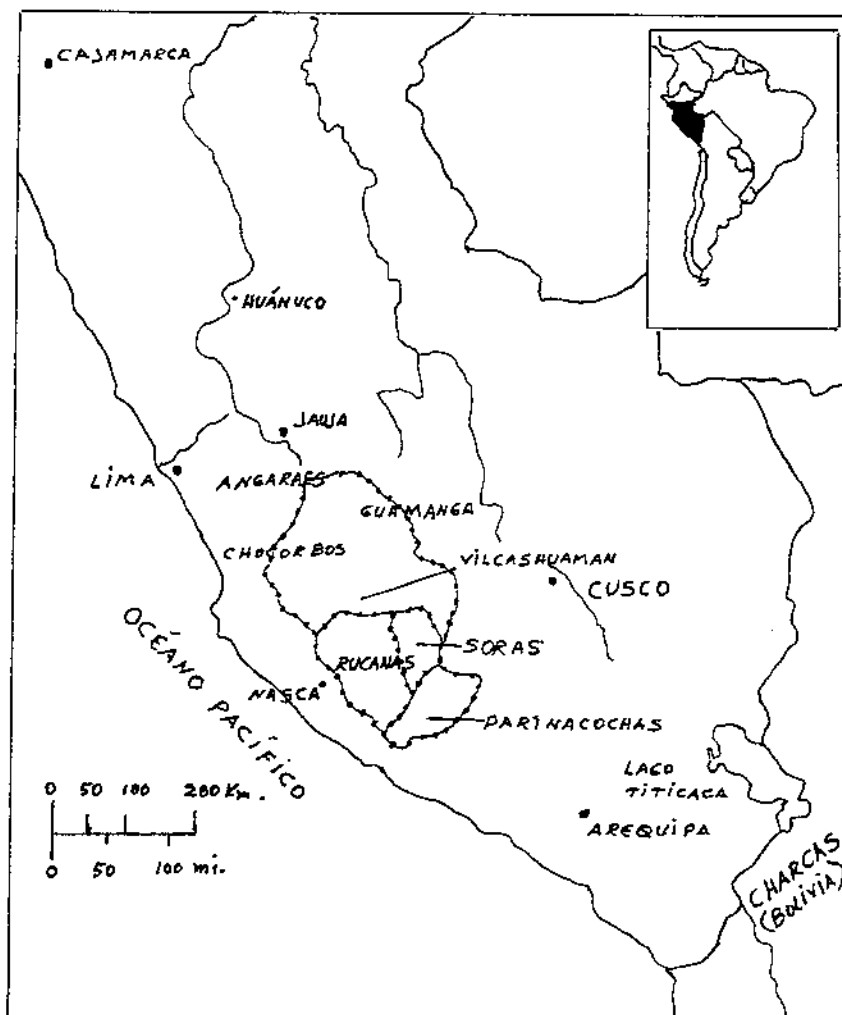 CAJAMARCA
HUÁNUCO
JAUJA
LIMA
ANGARAES
GUAMANGA
CHOCORBOS
VILCASHUAMAN
CUSCO
OCÉANO PACÍFICO
SORAS
RUCANAS
NASCA
PARINACOCHAS
LAGO
TITICACA
0 50 100 200 Km.
0 50 100 mi.
AREQUIPA
CHARCAS
(BOLIVIA)